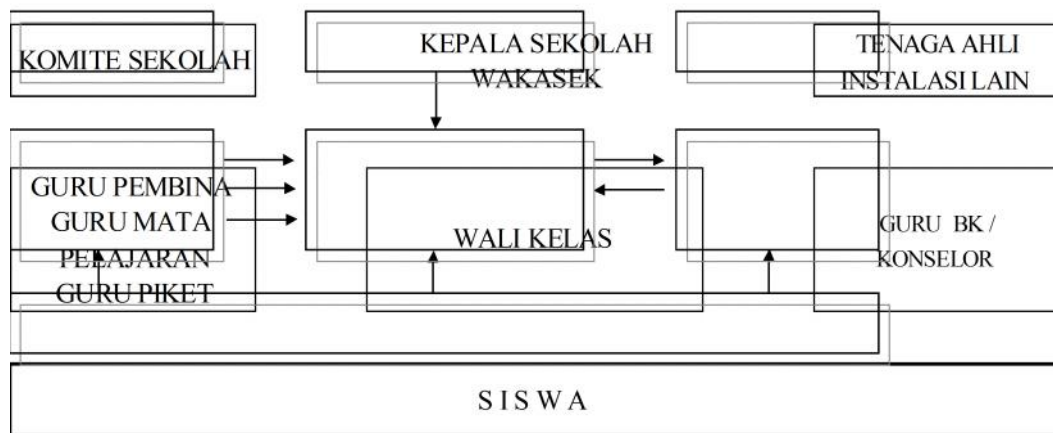 KOMITE SEKOLAH
KEPALA SEKOLAH
WAKASEK
TENAGA AHLI
INSTALASI LAIN
GURU PEMBINA
GURU MATA
PELAJARAN
GURU PIKET
WALI KELAS
GURU BK /
KONSELOR
S I S W A